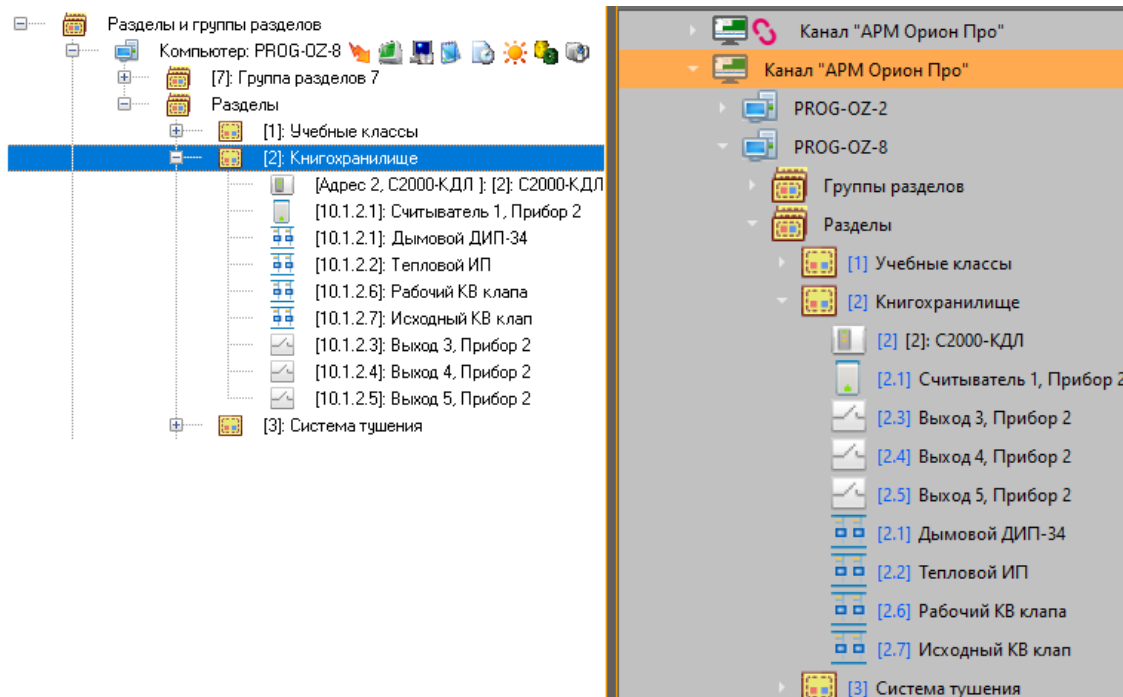 Разделы и группы разделов
Компьютер: PROG-OZ-8
[7]: Группа разделов 7
Разделы
[1]: Учебные классы
[2]: Книгохранилище
[Адрес 2, С2000-КДЛ ]: [2]: С2000-КДЛ
[10.1.2.1]: Считыватель 1, Прибор 2
[10.1.2.1]: Дымовой ДИП-34
[10.1.2.2]: Тепловой ИП
[10.1.2.6]: Рабочий КВ клапа
[10.1.2.7]: Исходный КВ клап
[10.1.2.3]: Выход 3, Прибор 2
[10.1.2.4]: Выход 4, Прибор 2
[10.1.2.5]: Выход 5, Прибор 2
[3]: Система тушения
Канал "АРМ Орион Про"
Канал "АРМ Орион Про"
PROG-OZ-2
PROG-OZ-8
Группы разделов
Разделы
[1] Учебные классы
[2] Книгохранилище
[2] [2]: С2000-КДЛ
[2.1] Считыватель 1, Прибор 2
[2.3] Выход 3, Прибор 2
[2.4] Выход 4, Прибор 2
[2.5] Выход 5, Прибор 2
[2.1] Дымовой ДИП-34
[2.2] Тепловой ИП
[2.6] Рабочий КВ клапа
[2.7] Исходный КВ клап
[3] Система тушения